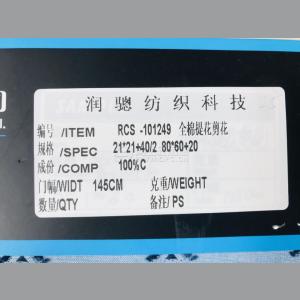 润骢纺织科技
编号/ITEM RCS -101249 全棉提花剪花
规格/SPEC 21*21+40/2 80*60+20
成份/COMP 100%C
门幅/WIDT 145CM 克重/WEIGHT
数量/QTY 备注/PS